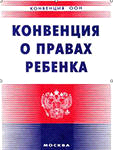 КОНВЕНЦИЯ ООН
КОНВЕНЦИЯ
О ПРАВАХ
РЕБЕНКА
МОСКВА